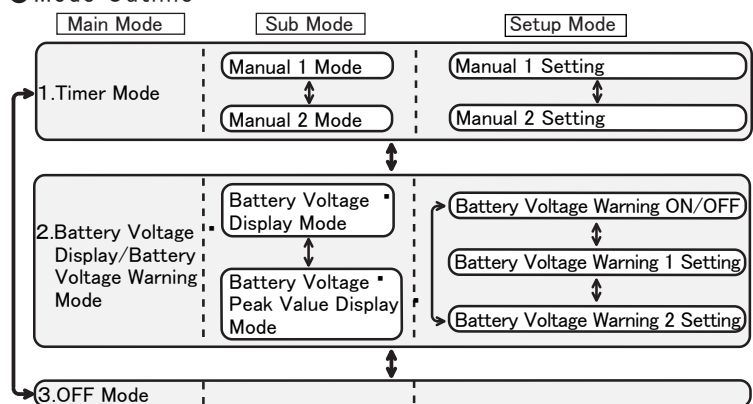 ●Mode Outline
Main Mode
Sub Mode
Setup Mode
1.Timer Mode
Manual 1 Mode
Manual 2 Mode
Manual 1 Setting
Manual 2 Setting
2.Battery Voltage
Display/Battery
Voltage Warning
Mode
Battery Voltage
Display Mode
Battery Voltage
Peak Value Display
Mode
Battery Voltage Warning ON/OFF
Battery Voltage Warning 1 Setting
Battery Voltage Warning 2 Setting
3.OFF Mode